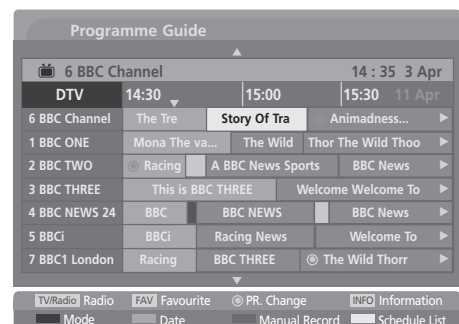 Programme Guide
6 BBC Channel 14 : 35 3 Apr
DTV 14:30 15:00 15:30 11 Apr
6 BBC Channel The Tre Story Of Tra Animadness...
1 BBC ONE Mona The va... The Wild Thor The Wild Thoo
2 BBC TWO Racing A BBC News Sports BBC News
3 BBC THREE This is BBC THREE Welcome Welcome To
4 BBC NEWS 24 BBC BBC NEWS BBC News
5 BBCi BBCi Racing News Welcome To
7 BBC1 London Racing BBC THREE The Wild Thorr
TV/Radio Radio FAV Favourite PR. Change INFO Information
Mode Date Manual Record Schedule List